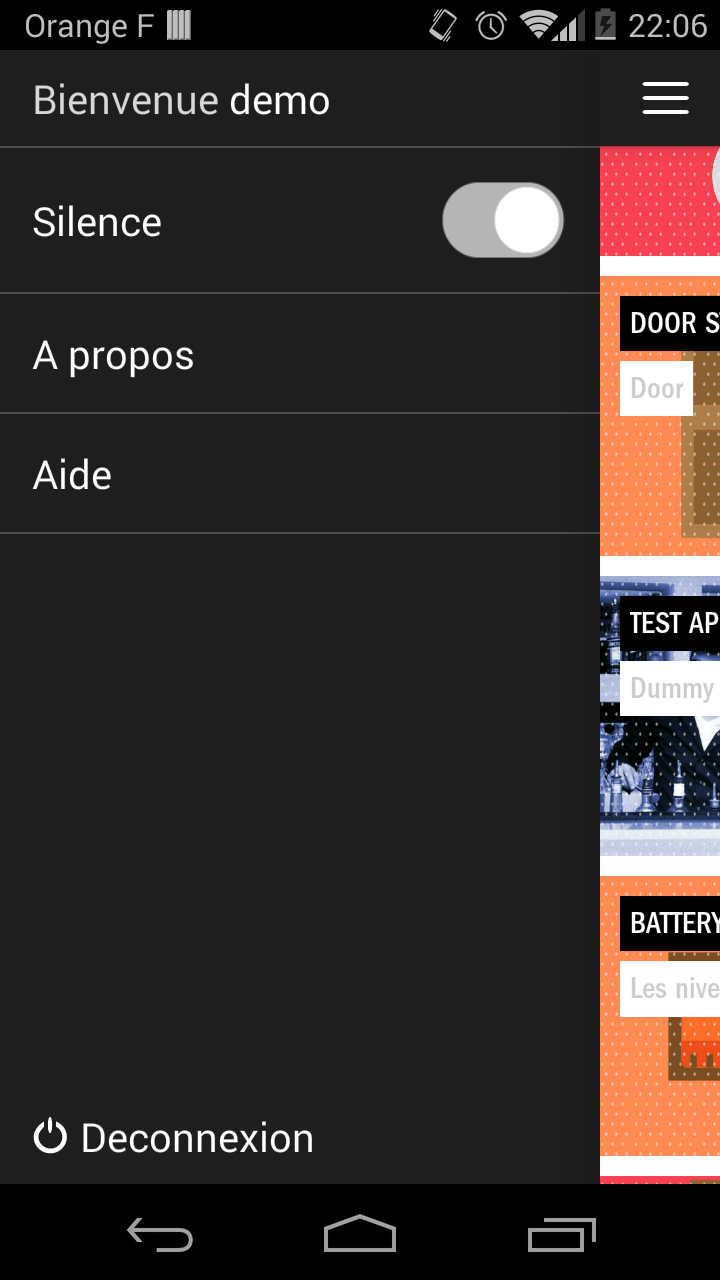 Orange F 22:06
Bienvenue demo
Silence
A propos
Aide
Deconnexion
DOOR
Door
TEST AP
Dummy
BATTERY
Les nive